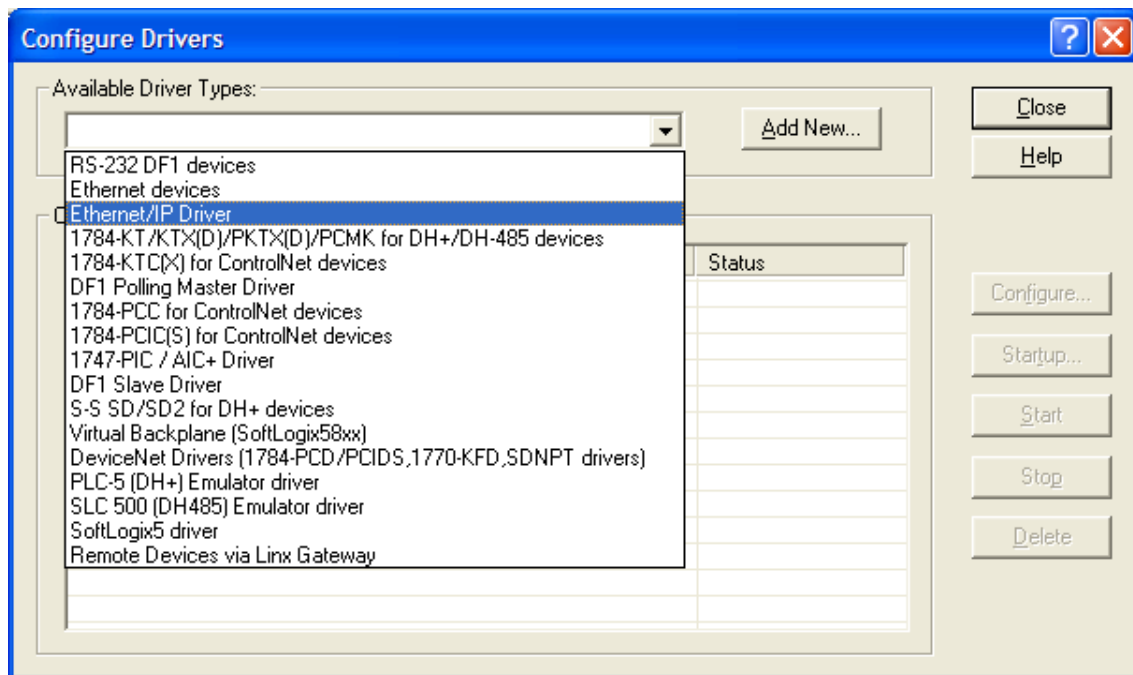 Configure Drivers
Available Driver Types:
Add New...
Close
Help
RS-232 DF1 devices
Ethernet devices
Ethernet/IP Driver
1784-KT/KTX(D)/PKTX(D)/PCMK for DH+/DH-485 devices
1784-KTC(X) for ControlNet devices
DF1 Polling Master Driver
1784-PCC for ControlNet devices
1784-PCIC(S) for ControlNet devices
1747-PIC / AIC+ Driver
DF1 Slave Driver
S-S SD/SD2 for DH+ devices
Virtual Backplane (SoftLogix58xx)
DeviceNet Drivers (1784-PCD/PCIDS,1770-KFD,SDNPT drivers)
PLC-5 (DH+) Emulator driver
SLC 500 (DH485) Emulator driver
SoftLogix5 driver
Remote Devices via Linx Gateway
Status
Configure...
Startup...
Start
Stop
Delete